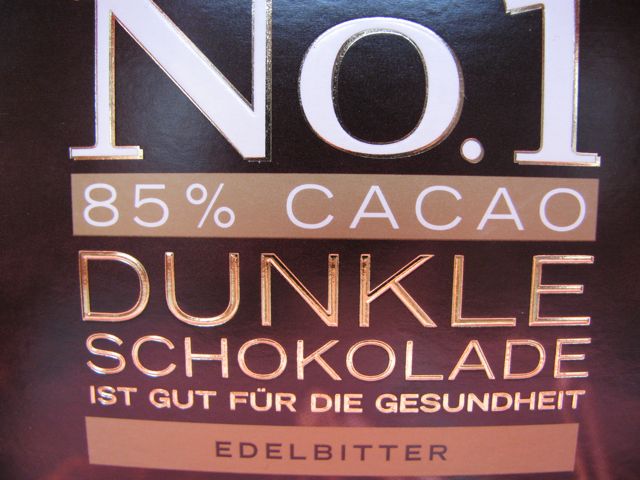 No.1
85% CACAO
DUNKLE
SCHOKOLADE
IST GUT FÜR DIE GESUNDHEIT
EDELBITTER